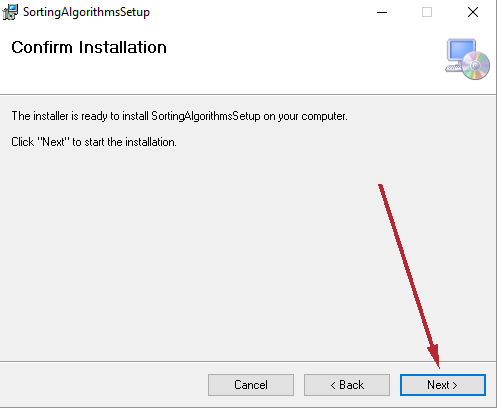 SortingAlgorithmsSetup
Confirm Installation
The installer is ready to install SortingAlgorithmsSetup on your computer.
Click "Next" to start the installation.
Cancel
< Back
Next >